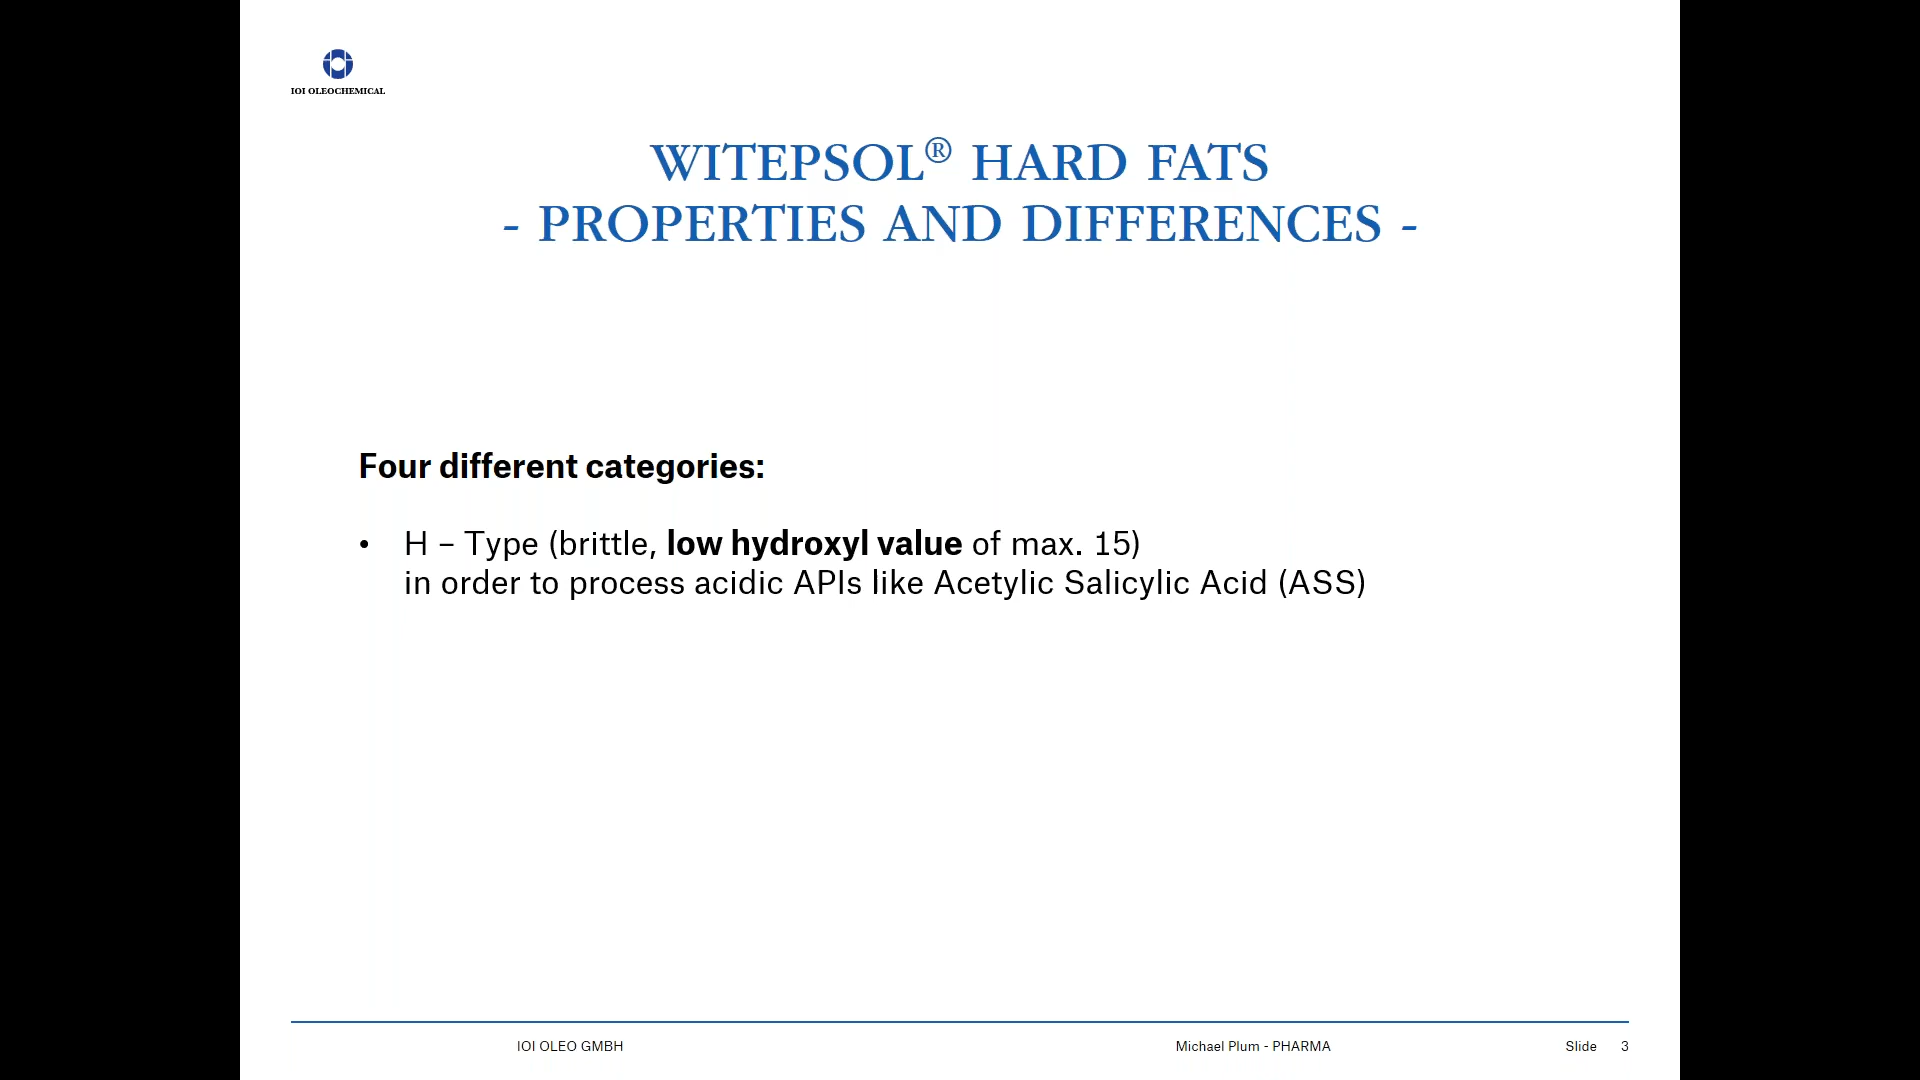 IOI OLEOCHEMICAL
WITEPSOL® HARD FATS
- PROPERTIES AND DIFFERENCES -
Four different categories:
• H – Type (brittle, low hydroxyl value of max. 15)
in order to process acidic APIs like Acetylic Salicylic Acid (ASS)
IOI OLEO GMBH Michael Plum - PHARMA Slide 3